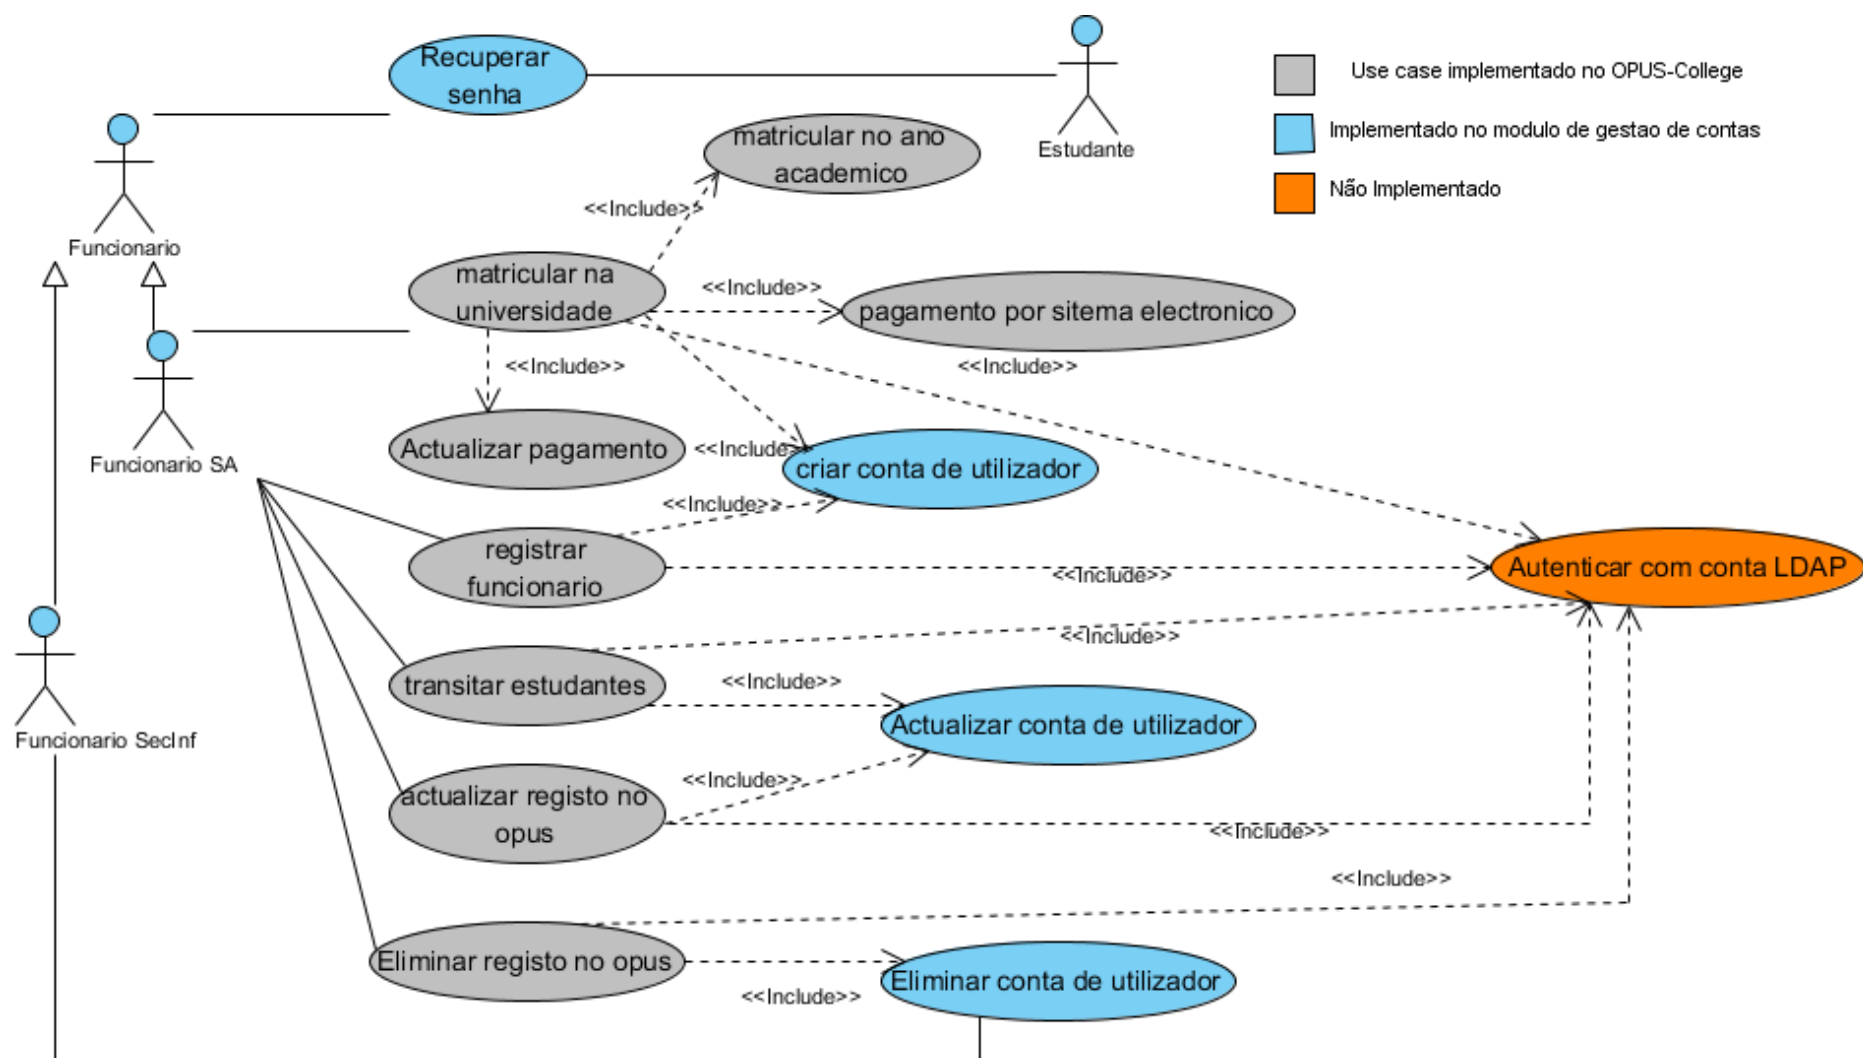 Recuperar
senha
Estudante
Use case implementado no OPUS-College
Implementado no modulo de gestao de contas
Não Implementado
Funcionario
matricular no ano
academico
<<Include>>
matricular na
universidade
<<Include>>
pagamento por sitema electronico
<<Include>>
<<Include>>
Funcionario SA
Actualizar pagamento
<<Include>>
criar conta de utilizador
<<Include>>
registrar
funcionario
<<Include>>
Autenticar com conta LDAP
<<Include>>
transitar estudantes
<<Include>>
Actualizar conta de utilizador
Funcionario SecInf
actualizar registo no
opus
<<Include>>
<<Include>>
<<Include>>
Eliminar registo no opus
<<Include>>
Eliminar conta de utilizador